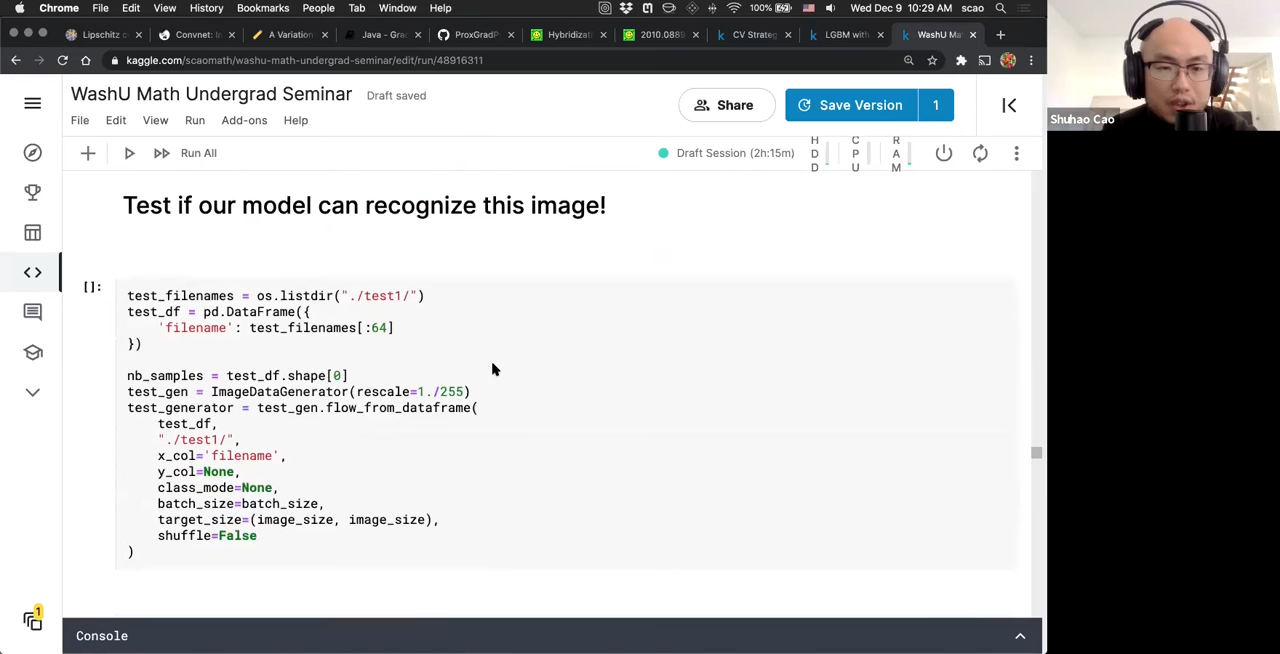 Chrome File Edit View History Bookmarks People Tab Window Help 100% Wed Dec 9 10:29 AM scao
Lipschitz c Convnet: I A Variation Java - Gra ProxGradP Hybridizat 2010.0889 CV Strateg LGBM with WashU Ma
kaggle.com/scaomath/washu-math-undergrad-seminar/edit/run/48916311
WashU Math Undergrad Seminar Draft saved
File Edit View Run Add-ons Help
Share
Save Version 1
Run All
Draft Session (2h:15m)
HDD
CPU
RAM
Test if our model can recognize this image!
[]:
test_filenames = os.listdir("./test1/")
test_df = pd.DataFrame({
'filename': test_filenames[:64]
})
nb_samples = test_df.shape[0]
test_gen = ImageDataGenerator(rescale=1./255)
test_generator = test_gen.flow_from_dataframe(
test_df,
"./test1/",
x_col='filename',
y_col=None,
class_mode=None,
batch_size=batch_size,
target_size=(image_size, image_size),
shuffle=False
)
1
Console
Shuhao Cao